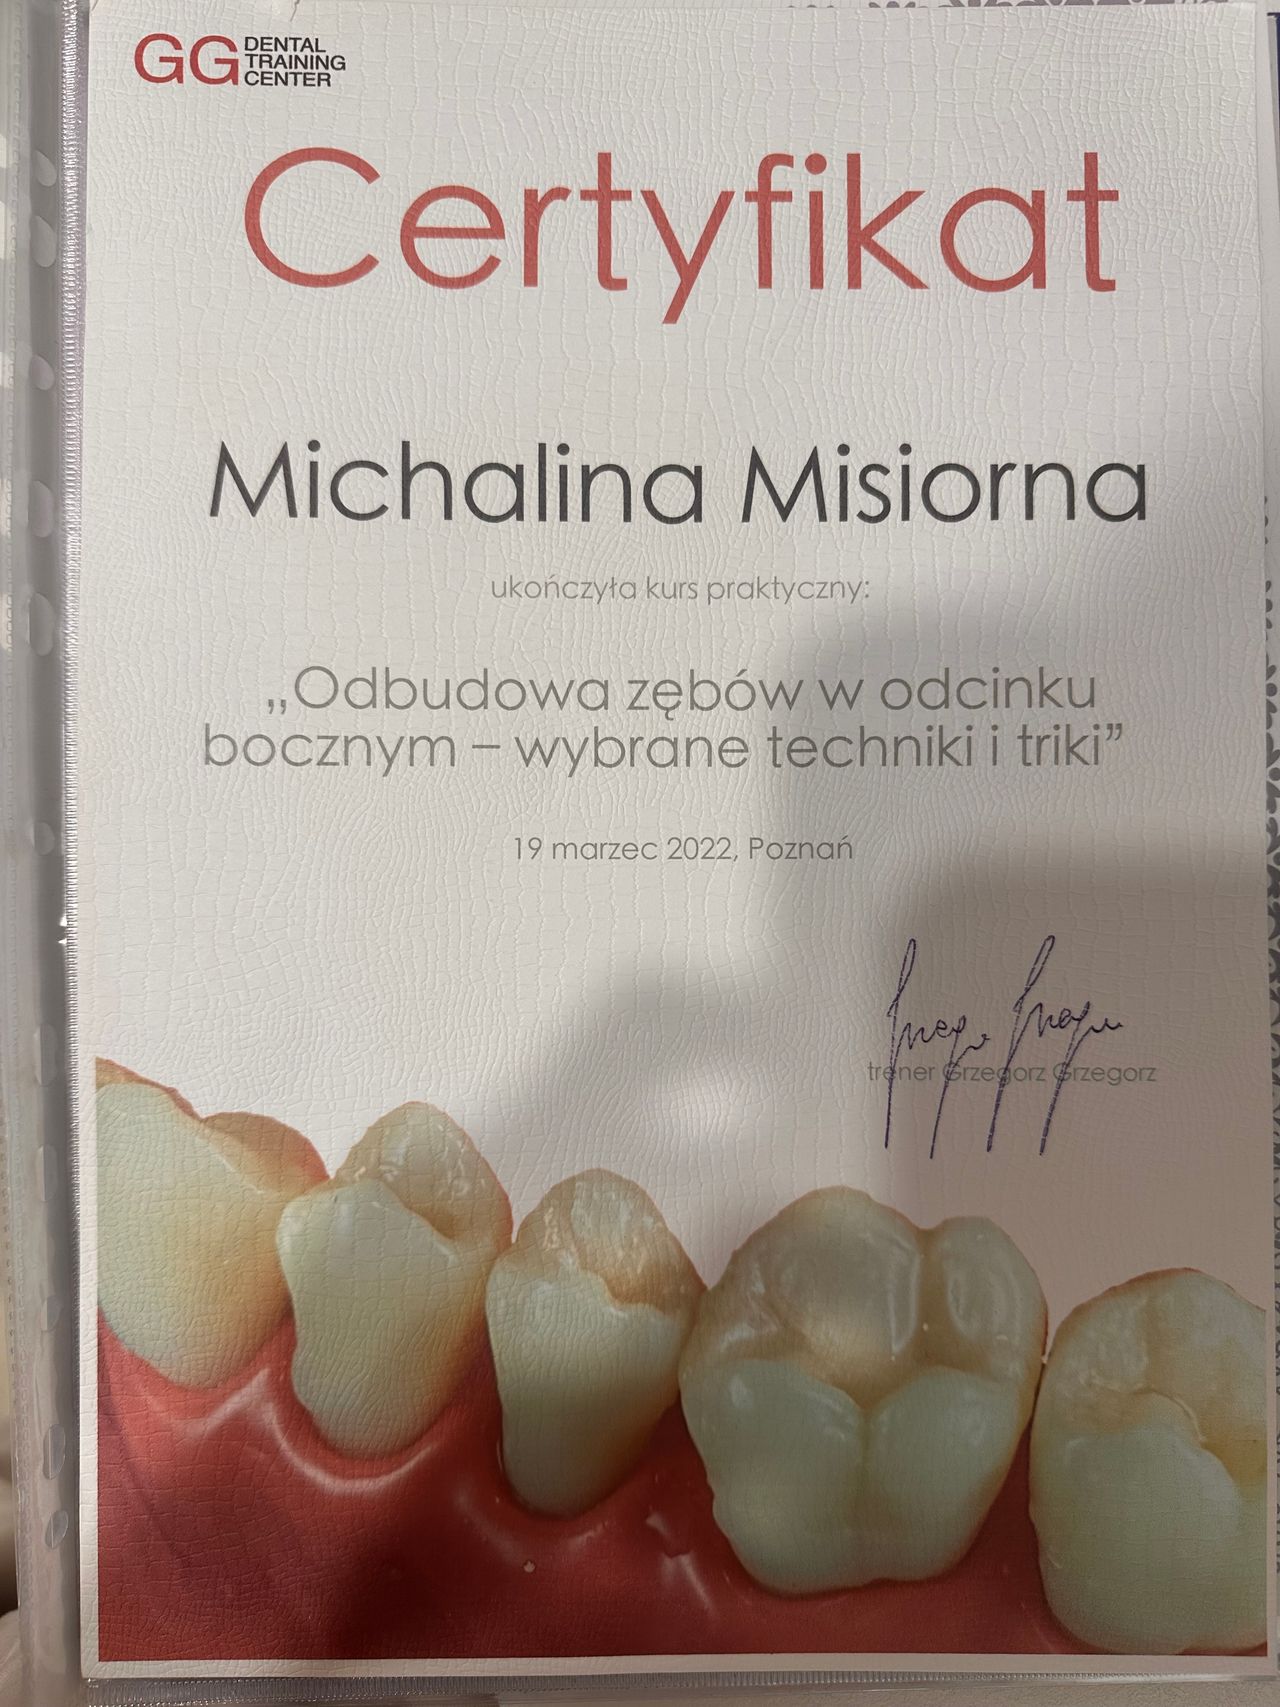 GG DENTAL
TRAINING
CENTER
Certyfikat
Michalina Misiorna
ukończyła kurs praktyczny:
„Odbudowa zębów w odcinku
bocznym – wybrane techniki i triki”
19 marzec 2022, Poznań
trener Grzegorz Grzegorz